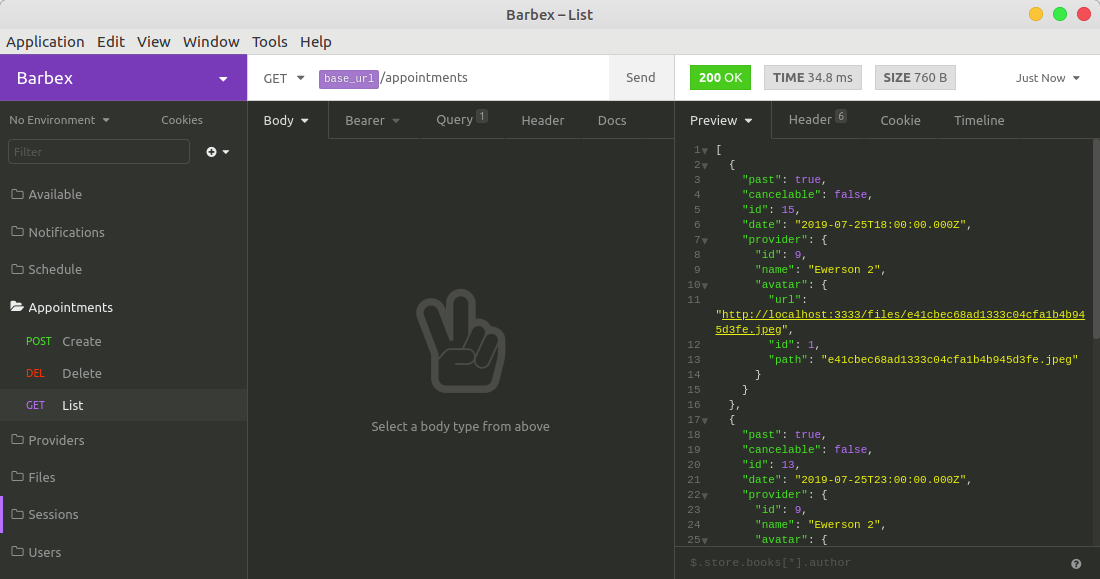 Barbex – List
Application Edit View Window Tools Help
Barbex
GET base_url/appointments Send
200 OK TIME 34.8 ms SIZE 760 B Just Now
No Environment Cookies
Body Bearer Query 1 Header Docs
Preview Header 6 Cookie Timeline
Filter
Available
Notifications
Schedule
Appointments
POST Create
DEL Delete
GET List
Providers
Files
Sessions
Users
Select a body type from above
1 [
2 {
3 "past": true,
4 "cancelable": false,
5 "id": 15,
6 "date": "2019-07-25T18:00:00.000Z",
7 "provider": {
8 "id": 9,
9 "name": "Ewerson 2",
10 "avatar": {
11 "url":
"http://localhost:3333/files/e41cbec68ad1333c04cfa1b4b94
5d3fe.jpeg",
12 "id": 1,
13 "path": "e41cbec68ad1333c04cfa1b4b945d3fe.jpeg"
14 }
15 }
16 },
17 {
18 "past": true,
19 "cancelable": false,
20 "id": 13,
21 "date": "2019-07-25T23:00:00.000Z",
22 "provider": {
23 "id": 9,
24 "name": "Ewerson 2",
25 "avatar": {
$.store.books[*].author